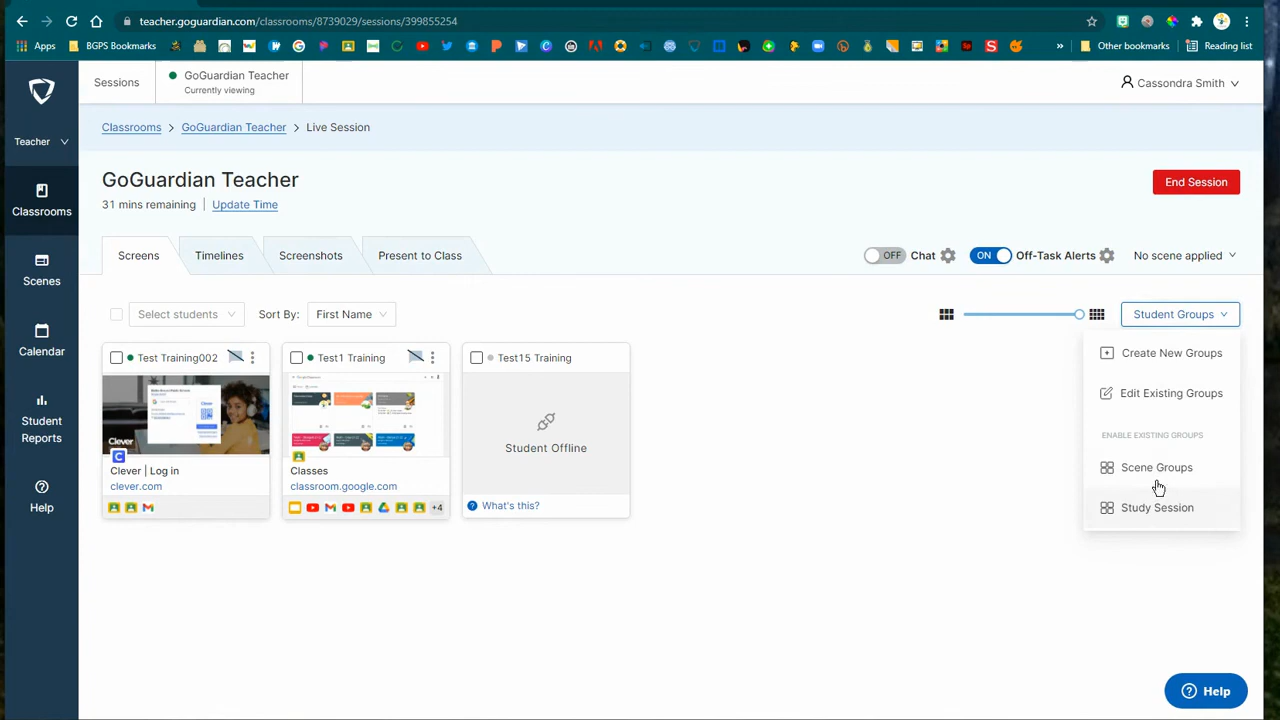 teacher.goguardian.com/classrooms/8739029/sessions/399855254
Apps BGPS Bookmarks » Other bookmarks Reading list
Sessions GoGuardian Teacher
Currently viewing
Cassondra Smith
Teacher
Classrooms
Scenes
Calendar
Student
Reports
Help
Classrooms > GoGuardian Teacher > Live Session
GoGuardian Teacher
31 mins remaining | Update Time
End Session
Screens Timelines Screenshots Present to Class
OFF Chat ON Off-Task Alerts No scene applied
Select students Sort By: First Name
Student Groups
Create New Groups
Edit Existing Groups
ENABLE EXISTING GROUPS
Scene Groups
Study Session
Test Training002
Clever
Clever | Log in
clever.com
Test1 Training
Classes
classroom.google.com
+4
Test15 Training
Student Offline
What's this?
Help